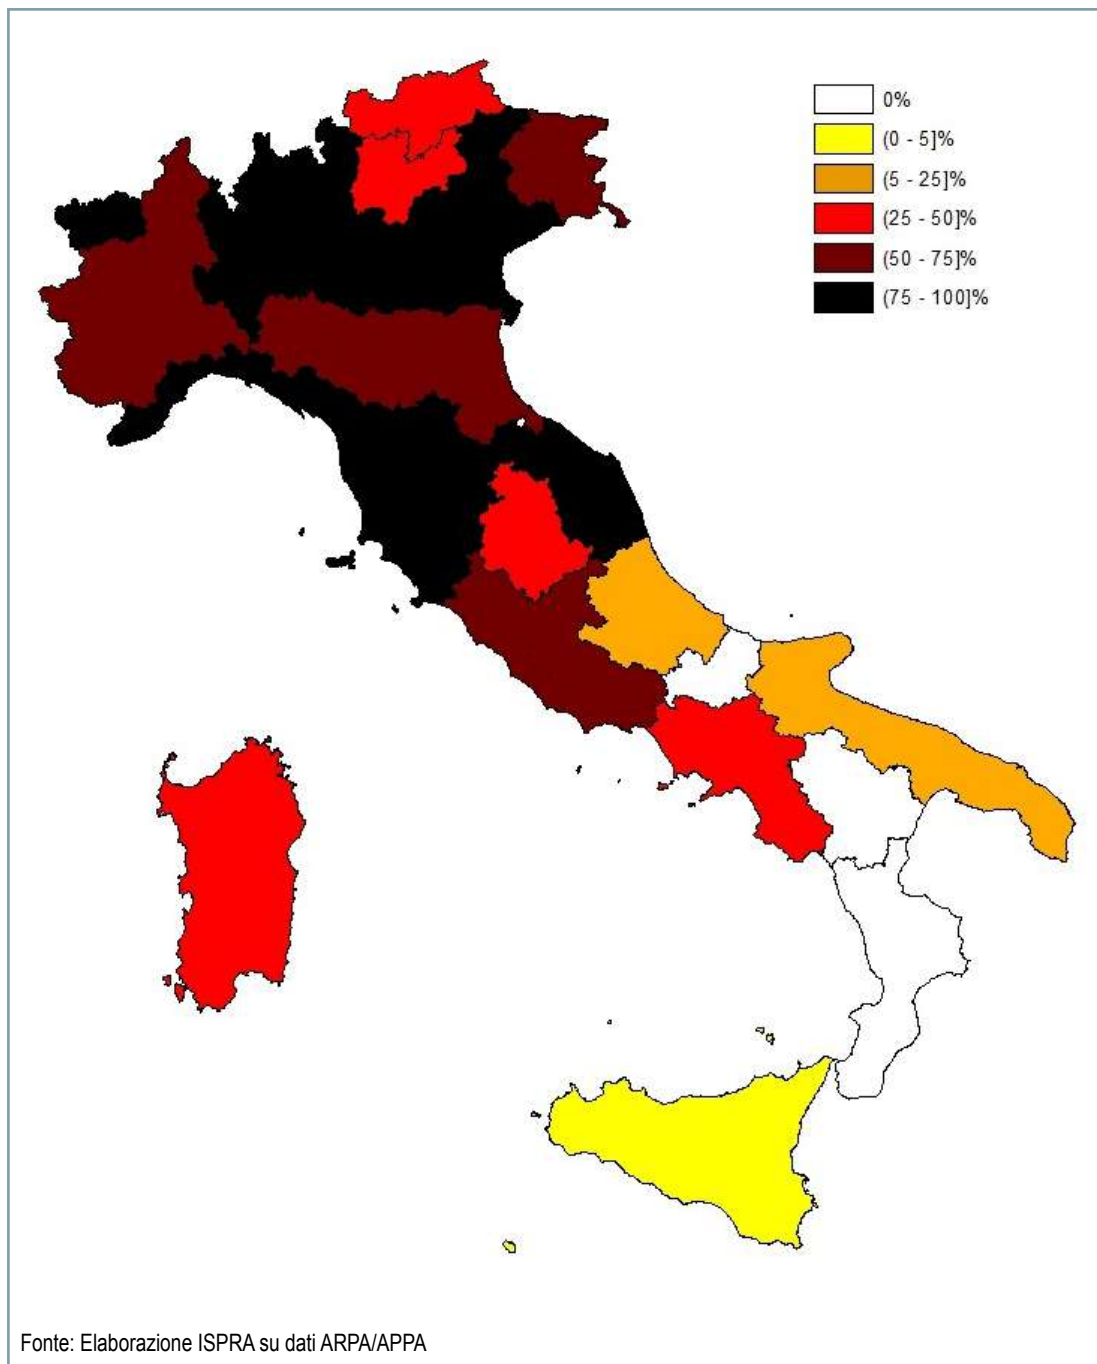 0%
(0 - 5]%
(5 - 25]%
(25 - 50]%
(50 - 75]%
(75 - 100]%
Fonte: Elaborazione ISPRA su dati ARPA/APPA